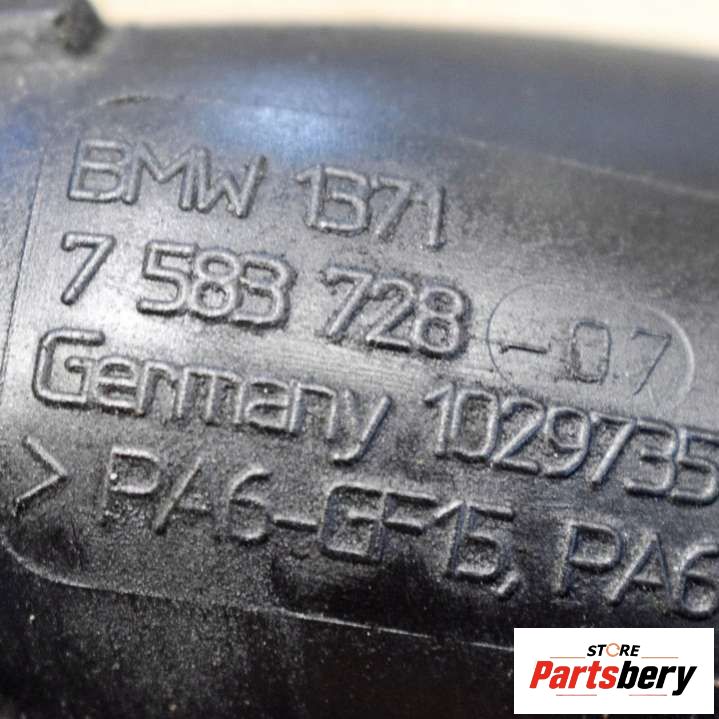 BMW 1371
7 583 728 -07
Germany 1029735
>PA6-GF15, PA6
STORE
Partsbery